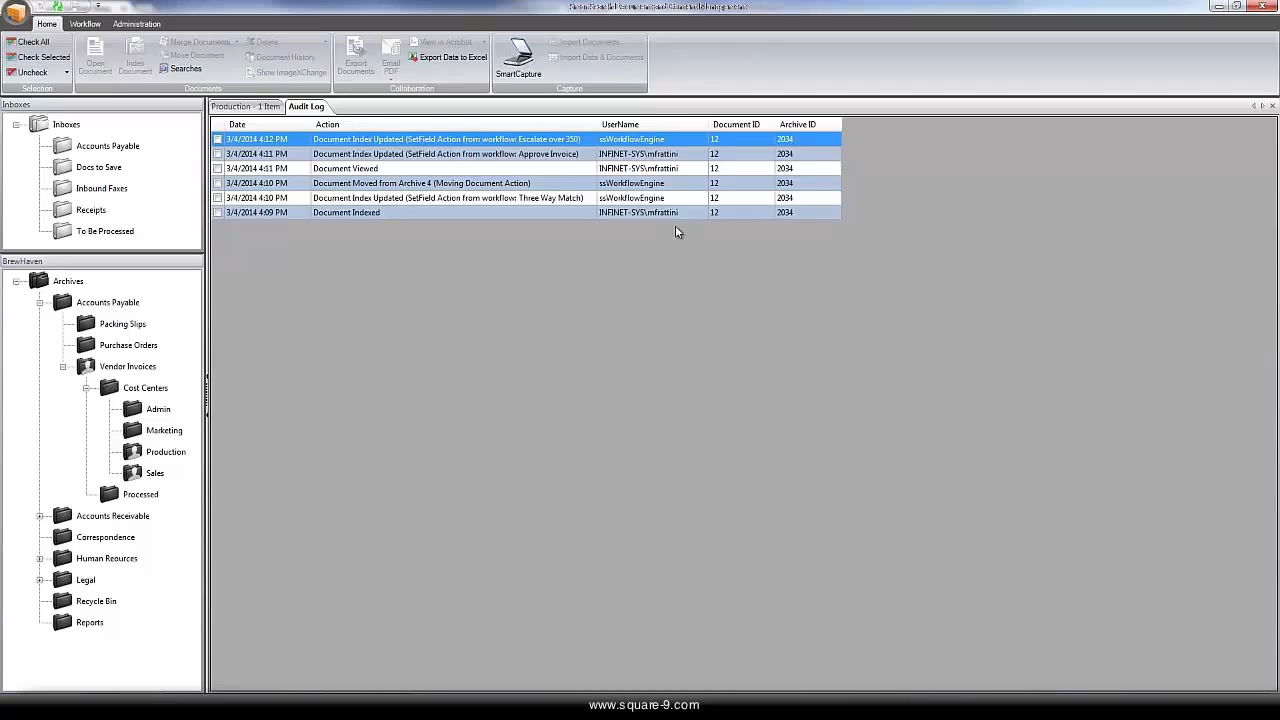 Home Workflow Administration
Check All
Check Selected
Uncheck
Selection
Open Document
Index Document
Merge Documents
Move Document
Searches
Delete
Document History
Show ImageXChange
Documents
Export Documents
Email PDF
View in Acrobat
Export Data to Excel
Collaboration
SmartCapture
Import Documents
Import Data & Documents
Capture
Inboxes
Inboxes
Accounts Payable
Docs to Save
Inbound Faxes
Receipts
To Be Processed
BrewHaven
Archives
Accounts Payable
Packing Slips
Purchase Orders
Vendor Invoices
Cost Centers
Admin
Marketing
Production
Sales
Processed
Accounts Receivable
Correspondence
Human Reources
Legal
Recycle Bin
Reports
Production - 1 Item Audit Log
Date Action UserName Document ID Archive ID
3/4/2014 4:12 PM Document Index Updated (SetField Action from workflow: Escalate over 350) ssWorkflowEngine 12 2034
3/4/2014 4:11 PM Document Index Updated (SetField Action from workflow: Approve Invoice) INFINET-SYS\mfrattini 12 2034
3/4/2014 4:11 PM Document Viewed INFINET-SYS\mfrattini 12 2034
3/4/2014 4:10 PM Document Moved from Archive 4 (Moving Document Action) ssWorkflowEngine 12 2034
3/4/2014 4:10 PM Document Index Updated (SetField Action from workflow: Three Way Match) ssWorkflowEngine 12 2034
3/4/2014 4:09 PM Document Indexed INFINET-SYS\mfrattini 12 2034
www.square-9.com